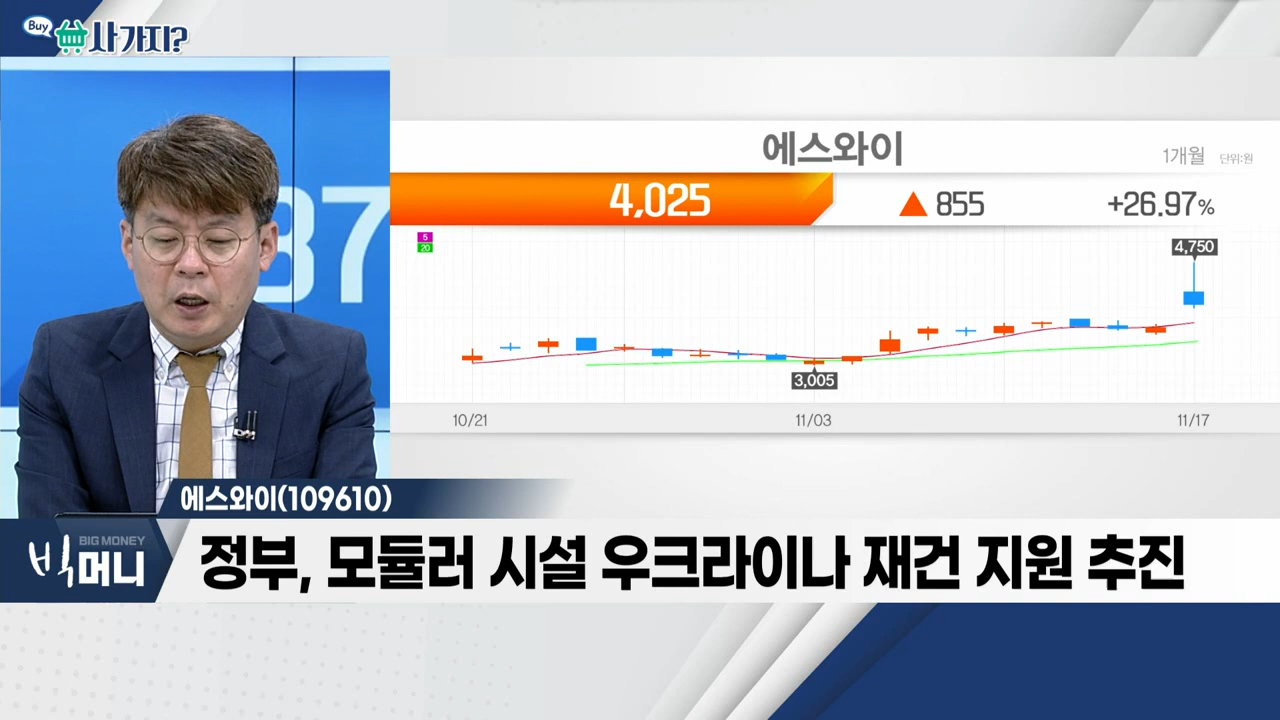 Buy
사가지?
87
에스와이
1개월
단위:원
4,025
▲ 855
+26.97%
5
20
4,750
3,005
10/21
11/03
11/17
에스와이(109610)
BIG MONEY
빅머니
정부, 모듈러 시설 우크라이나 재건 지원 추진